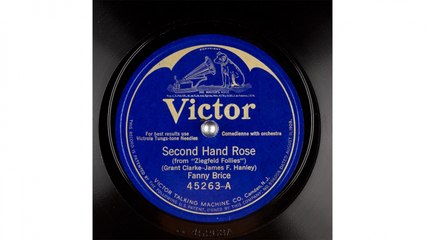 Victor
For best results use
Victrola Tungs-tone Needles
Comedienne with orchestra
Second Hand Rose
(from "Ziegfeld Follies")
(Grant Clarke-James F. Hanley)
Fanny Brice
45263-A
VICTOR TALKING MACHINE CO. Camden, N.J.